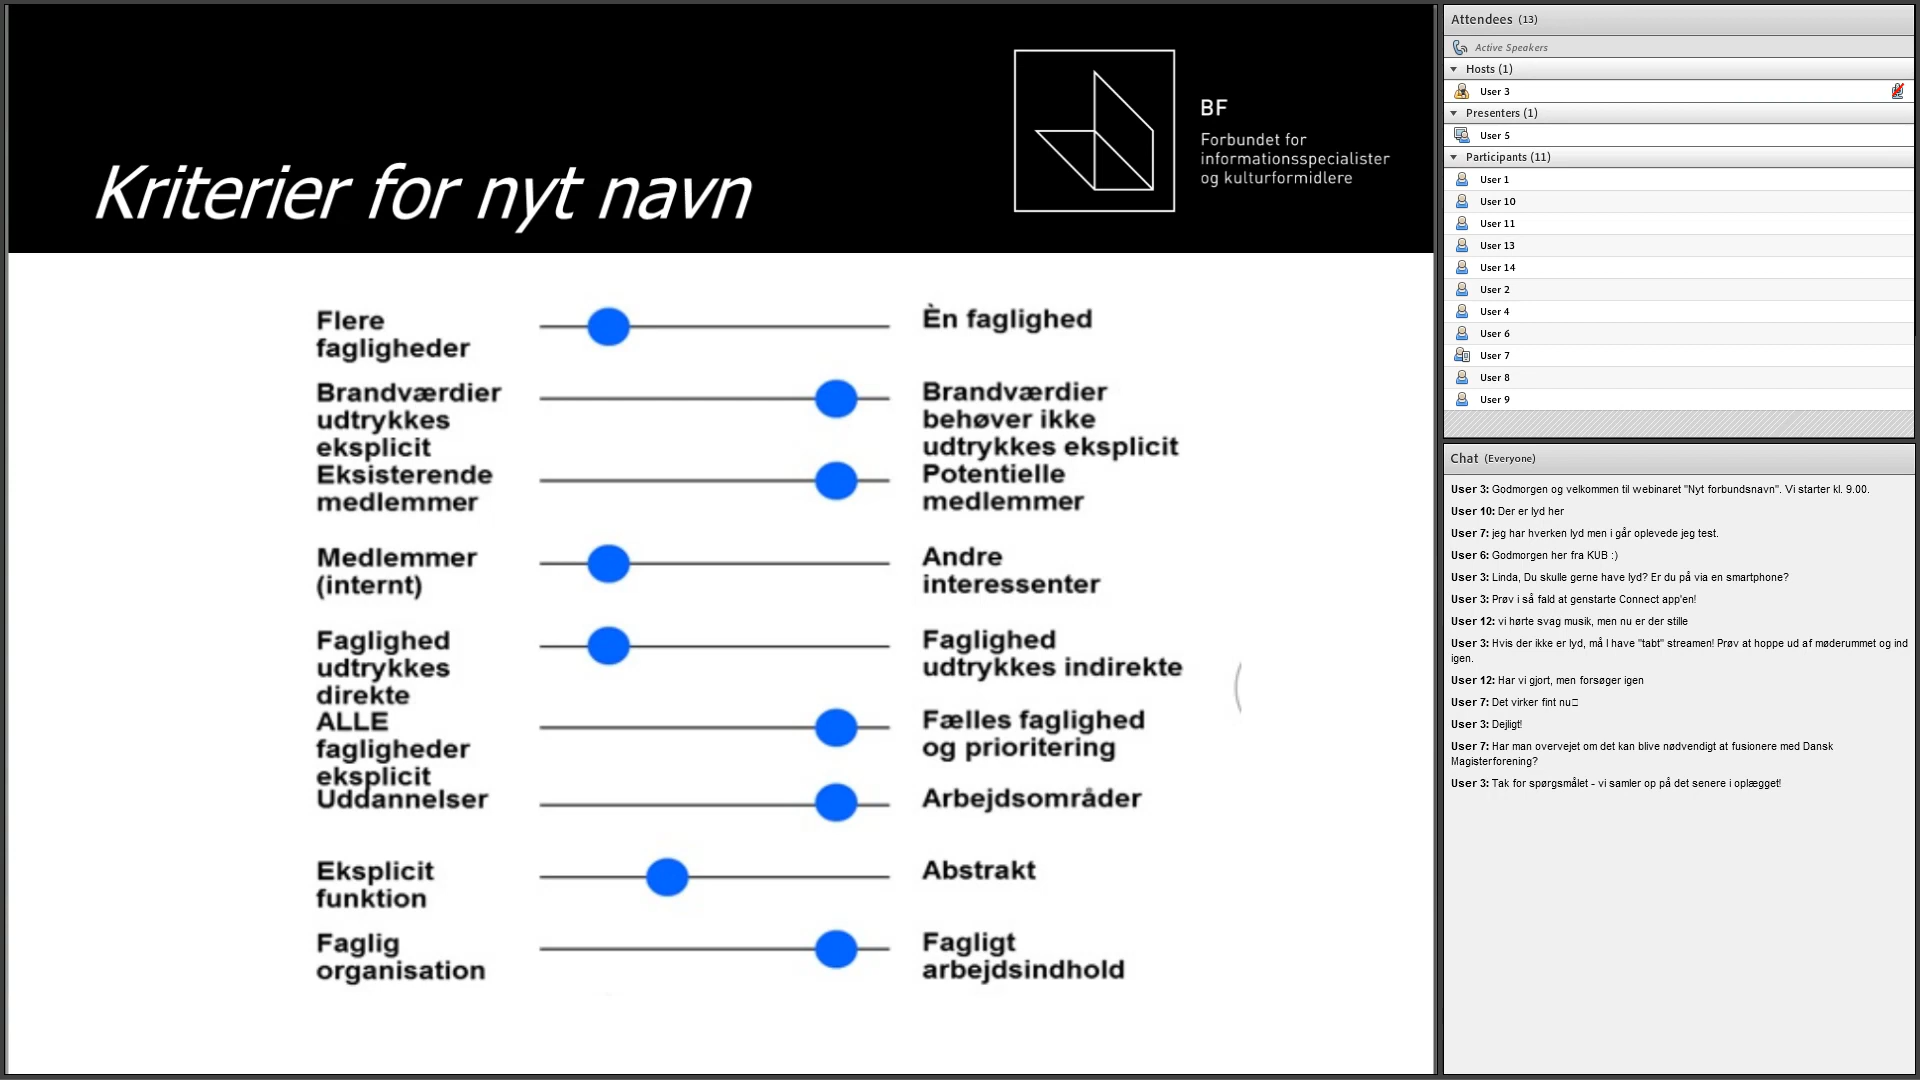 Kriterier for nyt navn
BF
Forbundet for
informationsspecialister
og kulturformidlere
Flere
fagligheder
Èn faglighed
Brandværdier
udtrykkes
eksplicit
Brandværdier
behøver ikke
udtrykkes eksplicit
Eksisterende
medlemmer
Potentielle
medlemmer
Medlemmer
(internt)
Andre
interessenter
Faglighed
udtrykkes
direkte
Faglighed
udtrykkes indirekte
ALLE
fagligheder
eksplicit
Fælles faglighed
og prioritering
Uddannelser
Arbejdsområder
Eksplicit
funktion
Abstrakt
Faglig
organisation
Fagligt
arbejdsindhold
Attendees (13)
Active Speakers
Hosts (1)
User 3
Presenters (1)
User 5
Participants (11)
User 1
User 10
User 11
User 13
User 14
User 2
User 4
User 6
User 7
User 8
User 9
Chat (Everyone)
User 3: Godmorgen og velkommen til webinaret "Nyt forbundsnavn". Vi starter kl. 9.00.
User 10: Der er lyd her
User 7: jeg har hverken lyd men i går oplevede jeg test.
User 6: Godmorgen her fra KUB :)
User 3: Linda, Du skulle gerne have lyd? Er du på via en smartphone?
User 3: Prøv i så fald at genstarte Connect app'en!
User 12: vi hørte svag musik, men nu er der stille
User 3: Hvis der ikke er lyd, må I have "tabt" streamen! Prøv at hoppe ud af møderummet og ind
igen.
User 12: Har vi gjort, men forsøger igen
User 7: Det virker fint nu
User 3: Dejligt!
User 7: Har man overvejet om det kan blive nødvendigt at fusionere med Dansk
Magisterforening?
User 3: Tak for spørgsmålet - vi samler op på det senere i oplægget!